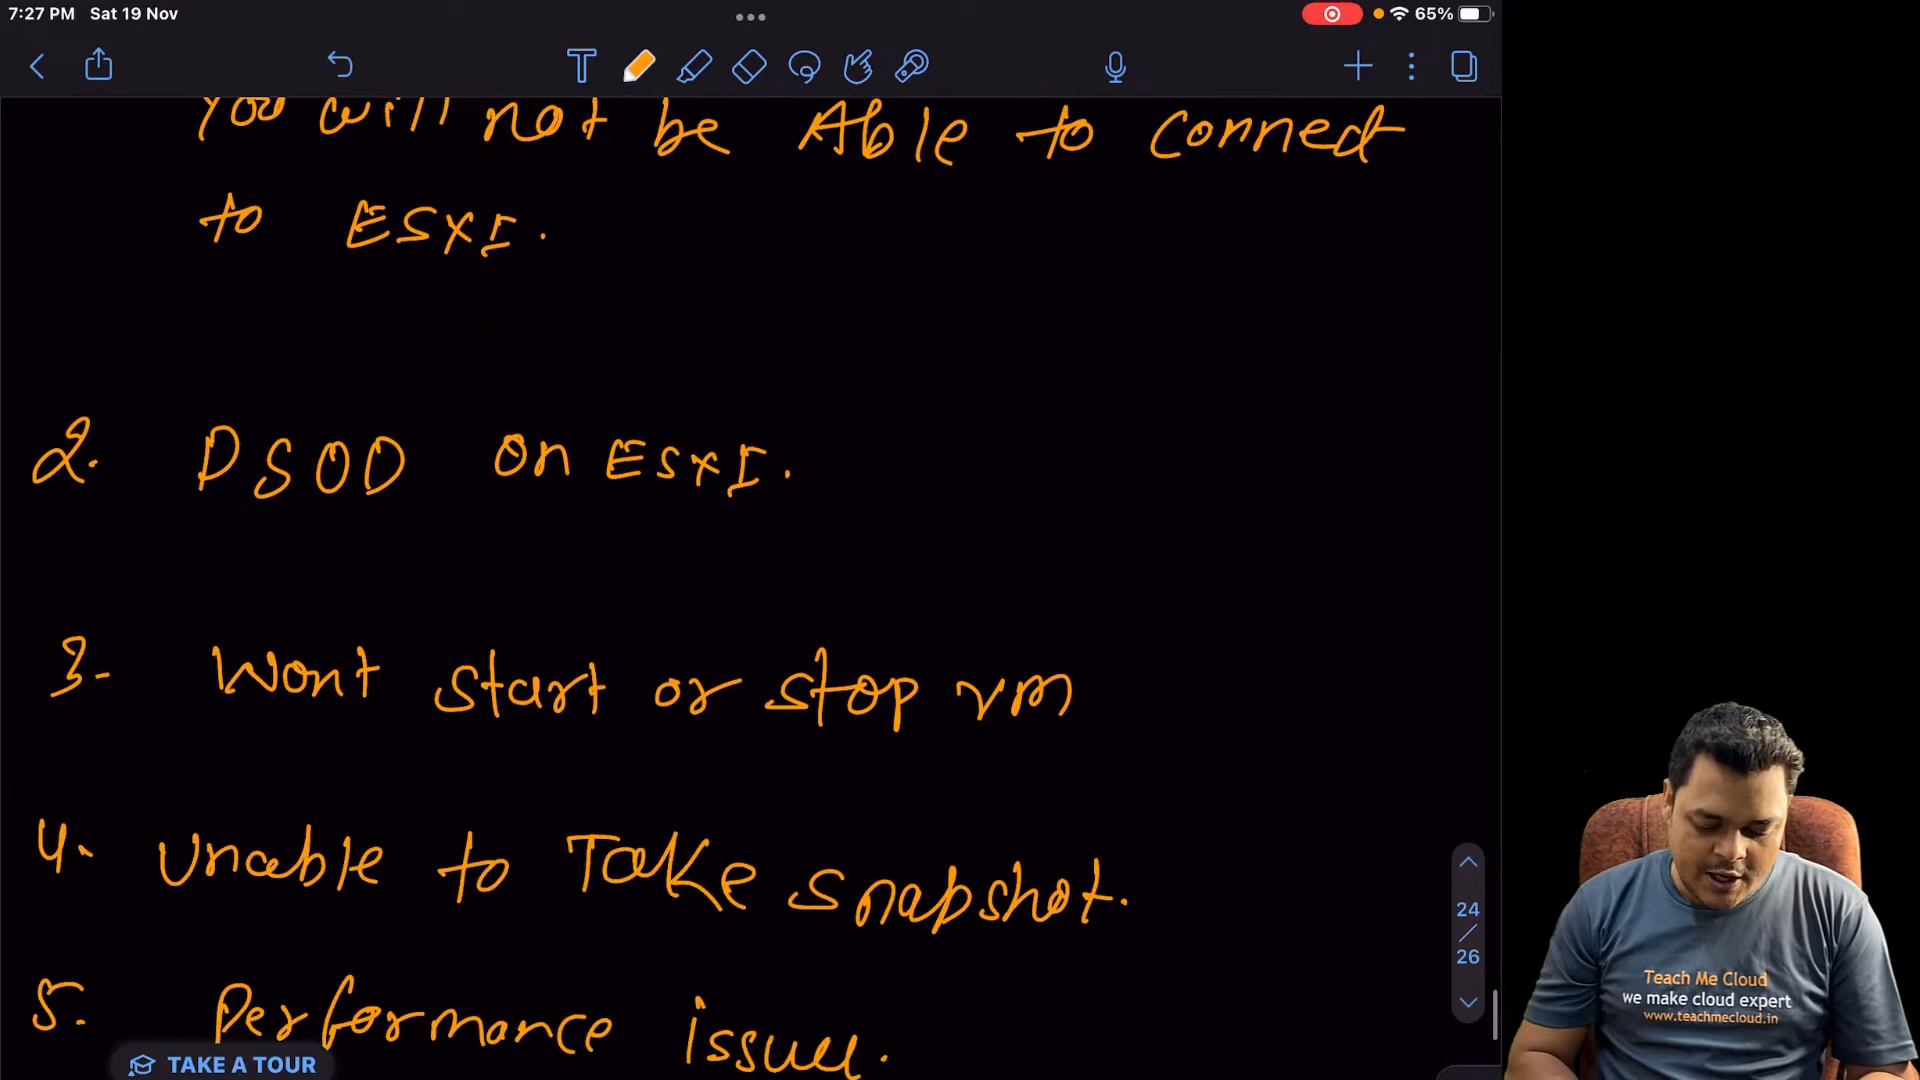 7:27 PM Sat 19 Nov
65%
You will not be Able to connect
to ESXI.
2. PSOD on ESXI.
3- Wont start or stop vm
4. Unable to Take snapshot.
5. Performance issue.
24
/
26
TAKE A TOUR
Teach Me Cloud
we make cloud expert
www.teachmecloud.in